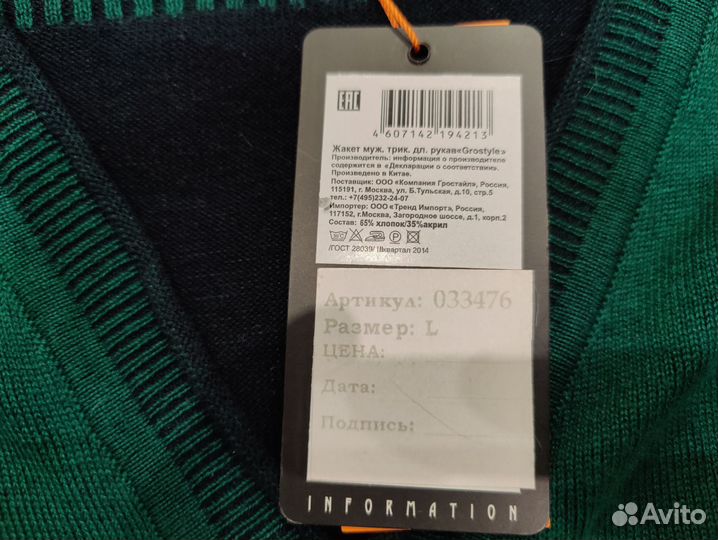 EAC
4 607142 194213
Жакет муж. трик. дл. рукав«Grostyle»
Производитель: информация о производителе
содержится в «Декларации о соответствии».
Произведено в Китае.
Поставщик: ООО «Компания Гростайл», Россия,
115191, г. Москва, ул. Б.Тульская, д.10, стр.5
тел.: +7(495)232-24-07
Импортер: ООО «Тренд Импорт», Россия,
117152, г.Москва, Загородное шоссе, д.1, корп.2
Состав: 65% хлопок/35%акрил
/ГОСТ 28039/ квартал 2014
Артикул: 033476
Размер: L
ЦЕНА:
Дата:
Подпись:
INFORMATION
Avito